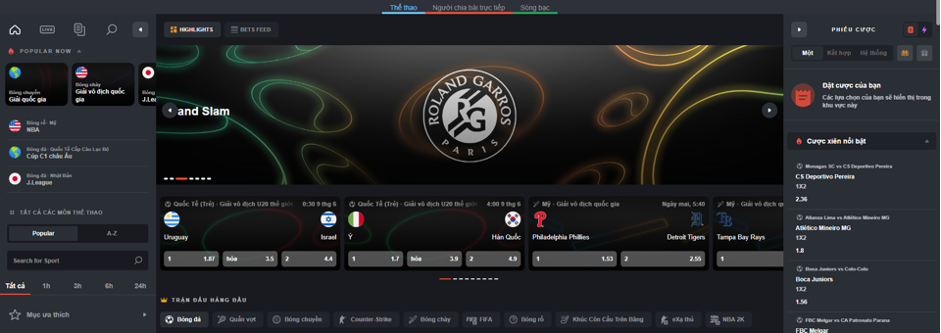 Thể thao
Người chia bài trực tiếp
Sòng bạc
LIVE
POPULAR NOW
Bóng chuyền
Giải quốc gia
Bóng chày
Giải vô địch quốc gia
J.Lea
Bóng rổ · Mỹ
NBA
Bóng đá · Quốc Tế Cấp Câu Lạc Bộ
Cúp C1 châu Âu
Bóng đá · Nhật Bản
J.League
TẤT CẢ CÁC MÔN THỂ THAO
Popular
A-Z
Search for Sport
Tất cả
1h
3h
6h
24h
Mục ưa thích
HIGHLIGHTS
BETS FEED
and Slam
ROLAND GARROS
PARIS
Quốc Tế (Trẻ) · Giải vô địch U20 thế giới
0:30 9 thg 6
Uruguay
Israel
1 1.87
hòa 3.5
2 4.4
Quốc Tế (Trẻ) · Giải vô địch U20 thế giới
4:00 9 thg 6
Ý
Hàn Quốc
1 1.7
hòa 3.9
2 4.9
Mỹ · Giải vô địch quốc gia
Ngày mai, 5:40
Philadelphia Phillies
Detroit Tigers
1 1.53
2 2.55
Mỹ · Giải vô địch q
Tampa Bay Rays
1
TRẬN ĐẤU HÀNG ĐẦU
Bóng đá
Quần vợt
Bóng chuyền
Counter-Strike
Bóng chày
FIFA
Bóng rổ
Khúc Côn Cầu Trên Băng
eXạ thủ
NBA 2K
PHIẾU CƯỢC
Một
Kết hợp
Hệ thống
Đặt cược của bạn
Các lựa chọn của bạn sẽ hiển thị trong
khu vực này
Cược xiên nổi bật
Monagas SC vs CS Deportivo Pereira
CS Deportivo Pereira
1X2
2.36
Alianza Lima vs Atlético Mineiro MG
Atlético Mineiro MG
1X2
1.8
Boca Juniors vs Colo-Colo
Boca Juniors
1X2
1.56
FBC Melgar vs CA Patronato Parana
FBC Melgar